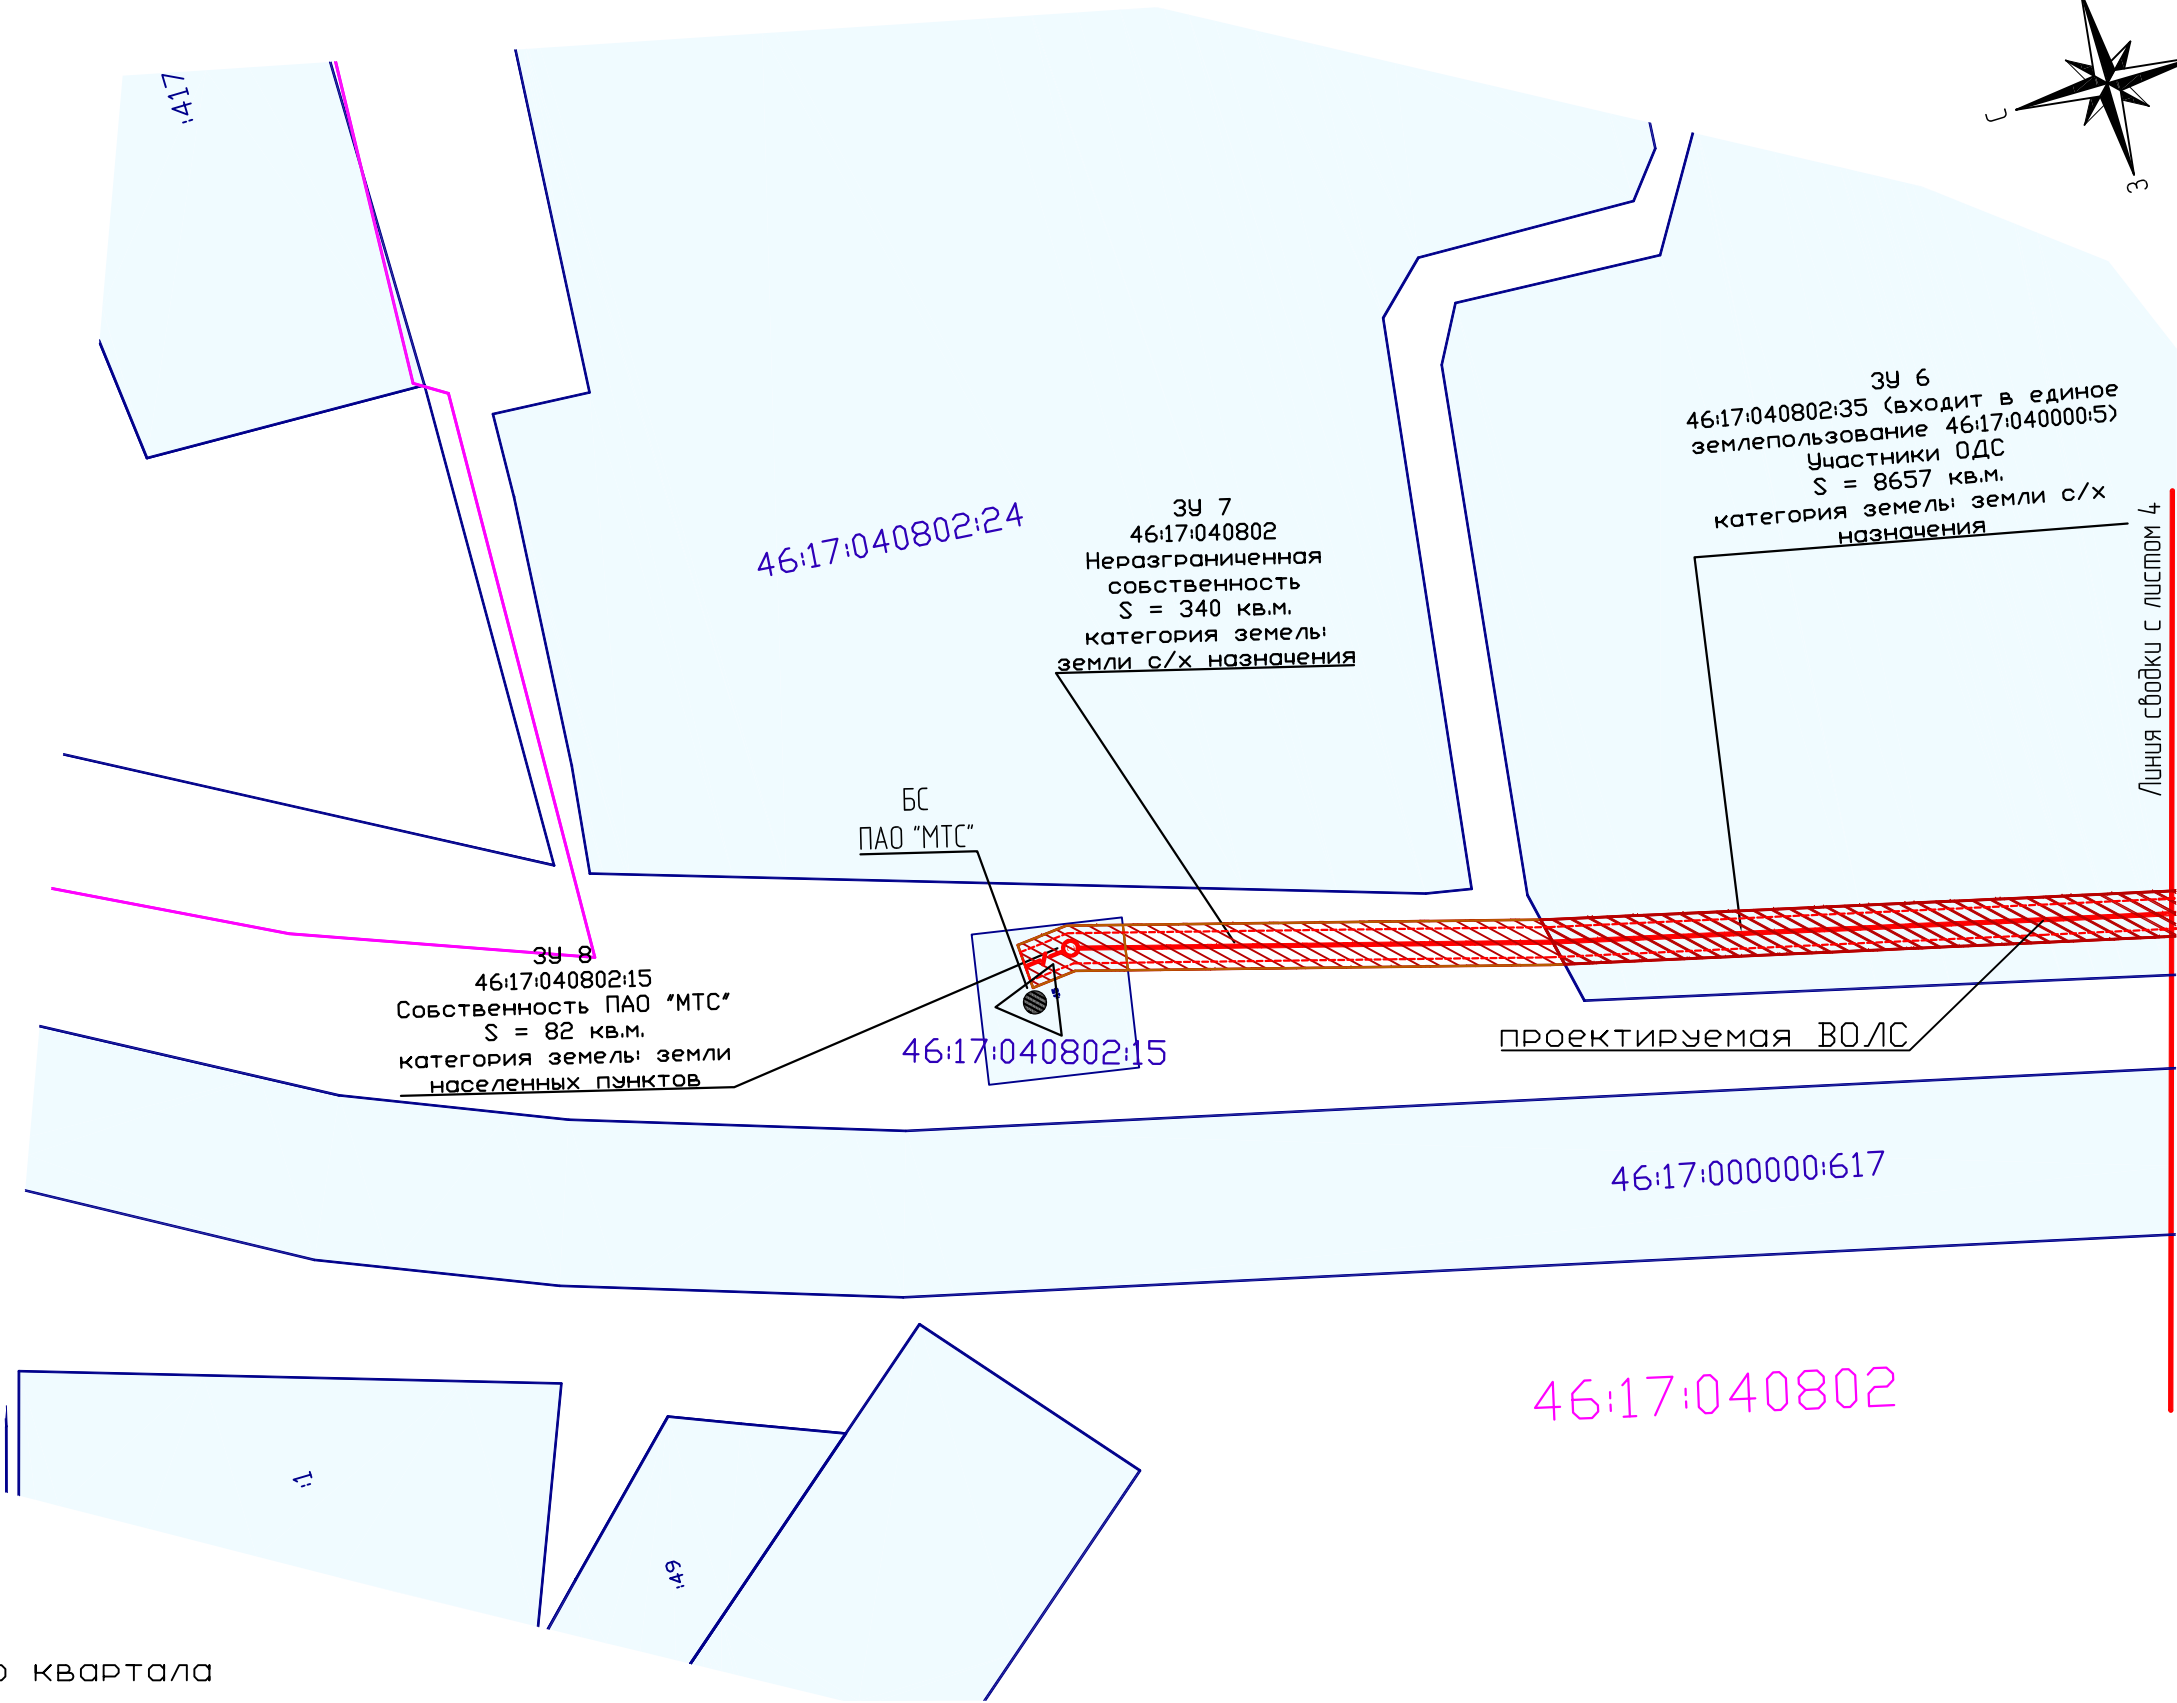 :417
С
З
ЗУ 6
46:17:040802:35 (входит в единое
землепользование 46:17:040000:5)
Участники ОДС
S = 8657 кв.м.
категория земель: земли с/х
назначения
46:17:040802:24
ЗУ 7
46:17:040802
Неразграниченная
собственность
S = 340 кв.м.
категория земель:
земли с/х назначения
Линия сводки с листом 4
БС
ПАО "МТС"
ЗУ 8
46:17:040802:15
Собственность ПАО "МТС"
S = 82 кв.м.
категория земель: земли
населенных пунктов
46:17:040802:15
проектируемая ВОЛС
46:17:000000:617
46:17:040802
:1
:49
квартала